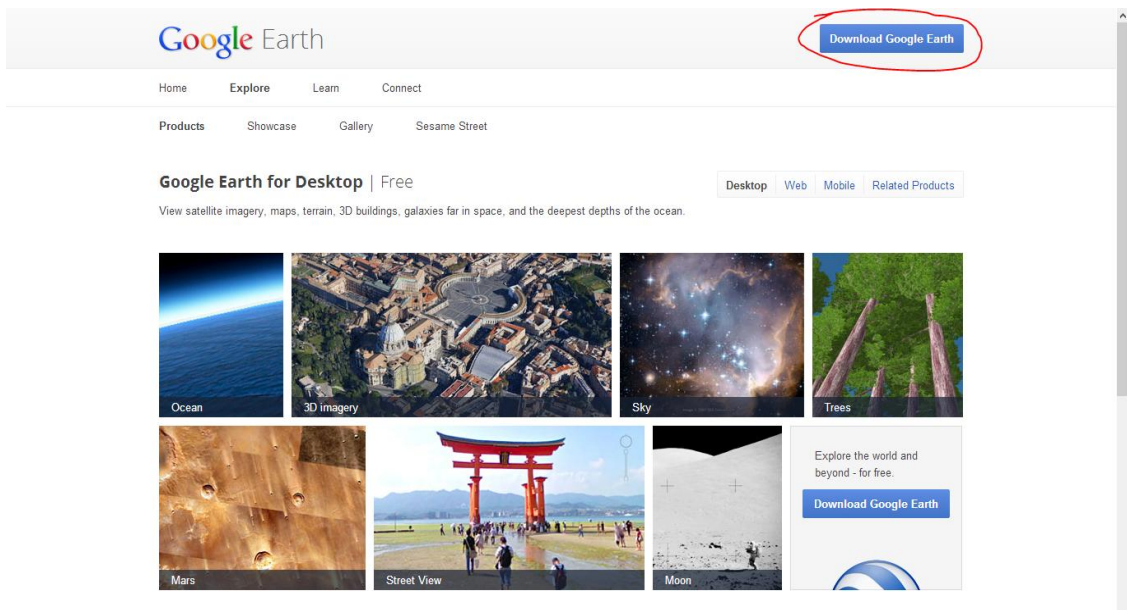 Google Earth
Download Google Earth
Home Explore Learn Connect
Products Showcase Gallery Sesame Street
Google Earth for Desktop | Free
Desktop Web Mobile Related Products
View satellite imagery, maps, terrain, 3D buildings, galaxies far in space, and the deepest depths of the ocean.
Ocean
3D imagery
Sky
Trees
Mars
Street View
Moon
Explore the world and
beyond - for free.
Download Google Earth